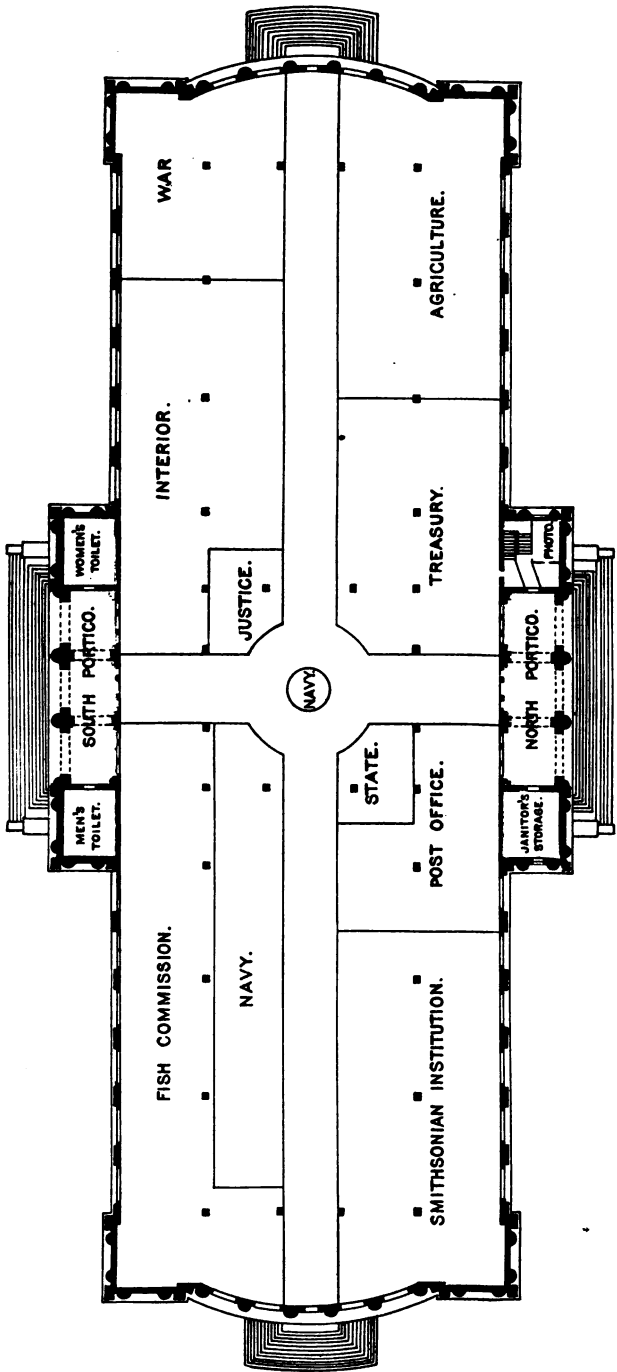 WAR
AGRICULTURE.
INTERIOR.
TREASURY.
WOMEN'S
TOILET.
JUSTICE.
PHOTO.
SOUTH PORTICO.
NAVY.
NORTH PORTICO.
MEN'S
TOILET.
STATE.
POST OFFICE.
JANITOR'S
STORAGE.
FISH COMMISSION.
NAVY.
SMITHSONIAN INSTITUTION.